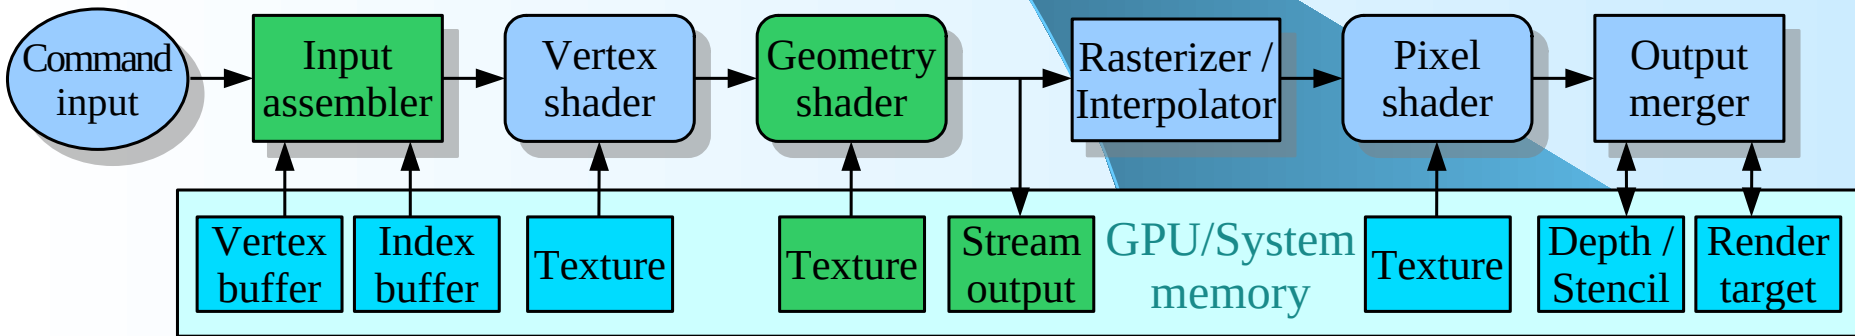 Command
input
Input
assembler
Vertex
shader
Geometry
shader
Rasterizer /
Interpolator
Pixel
shader
Output
merger
Vertex
buffer
Index
buffer
Texture
Texture
Stream
output
GPU/System
memory
Texture
Depth /
Stencil
Render
target